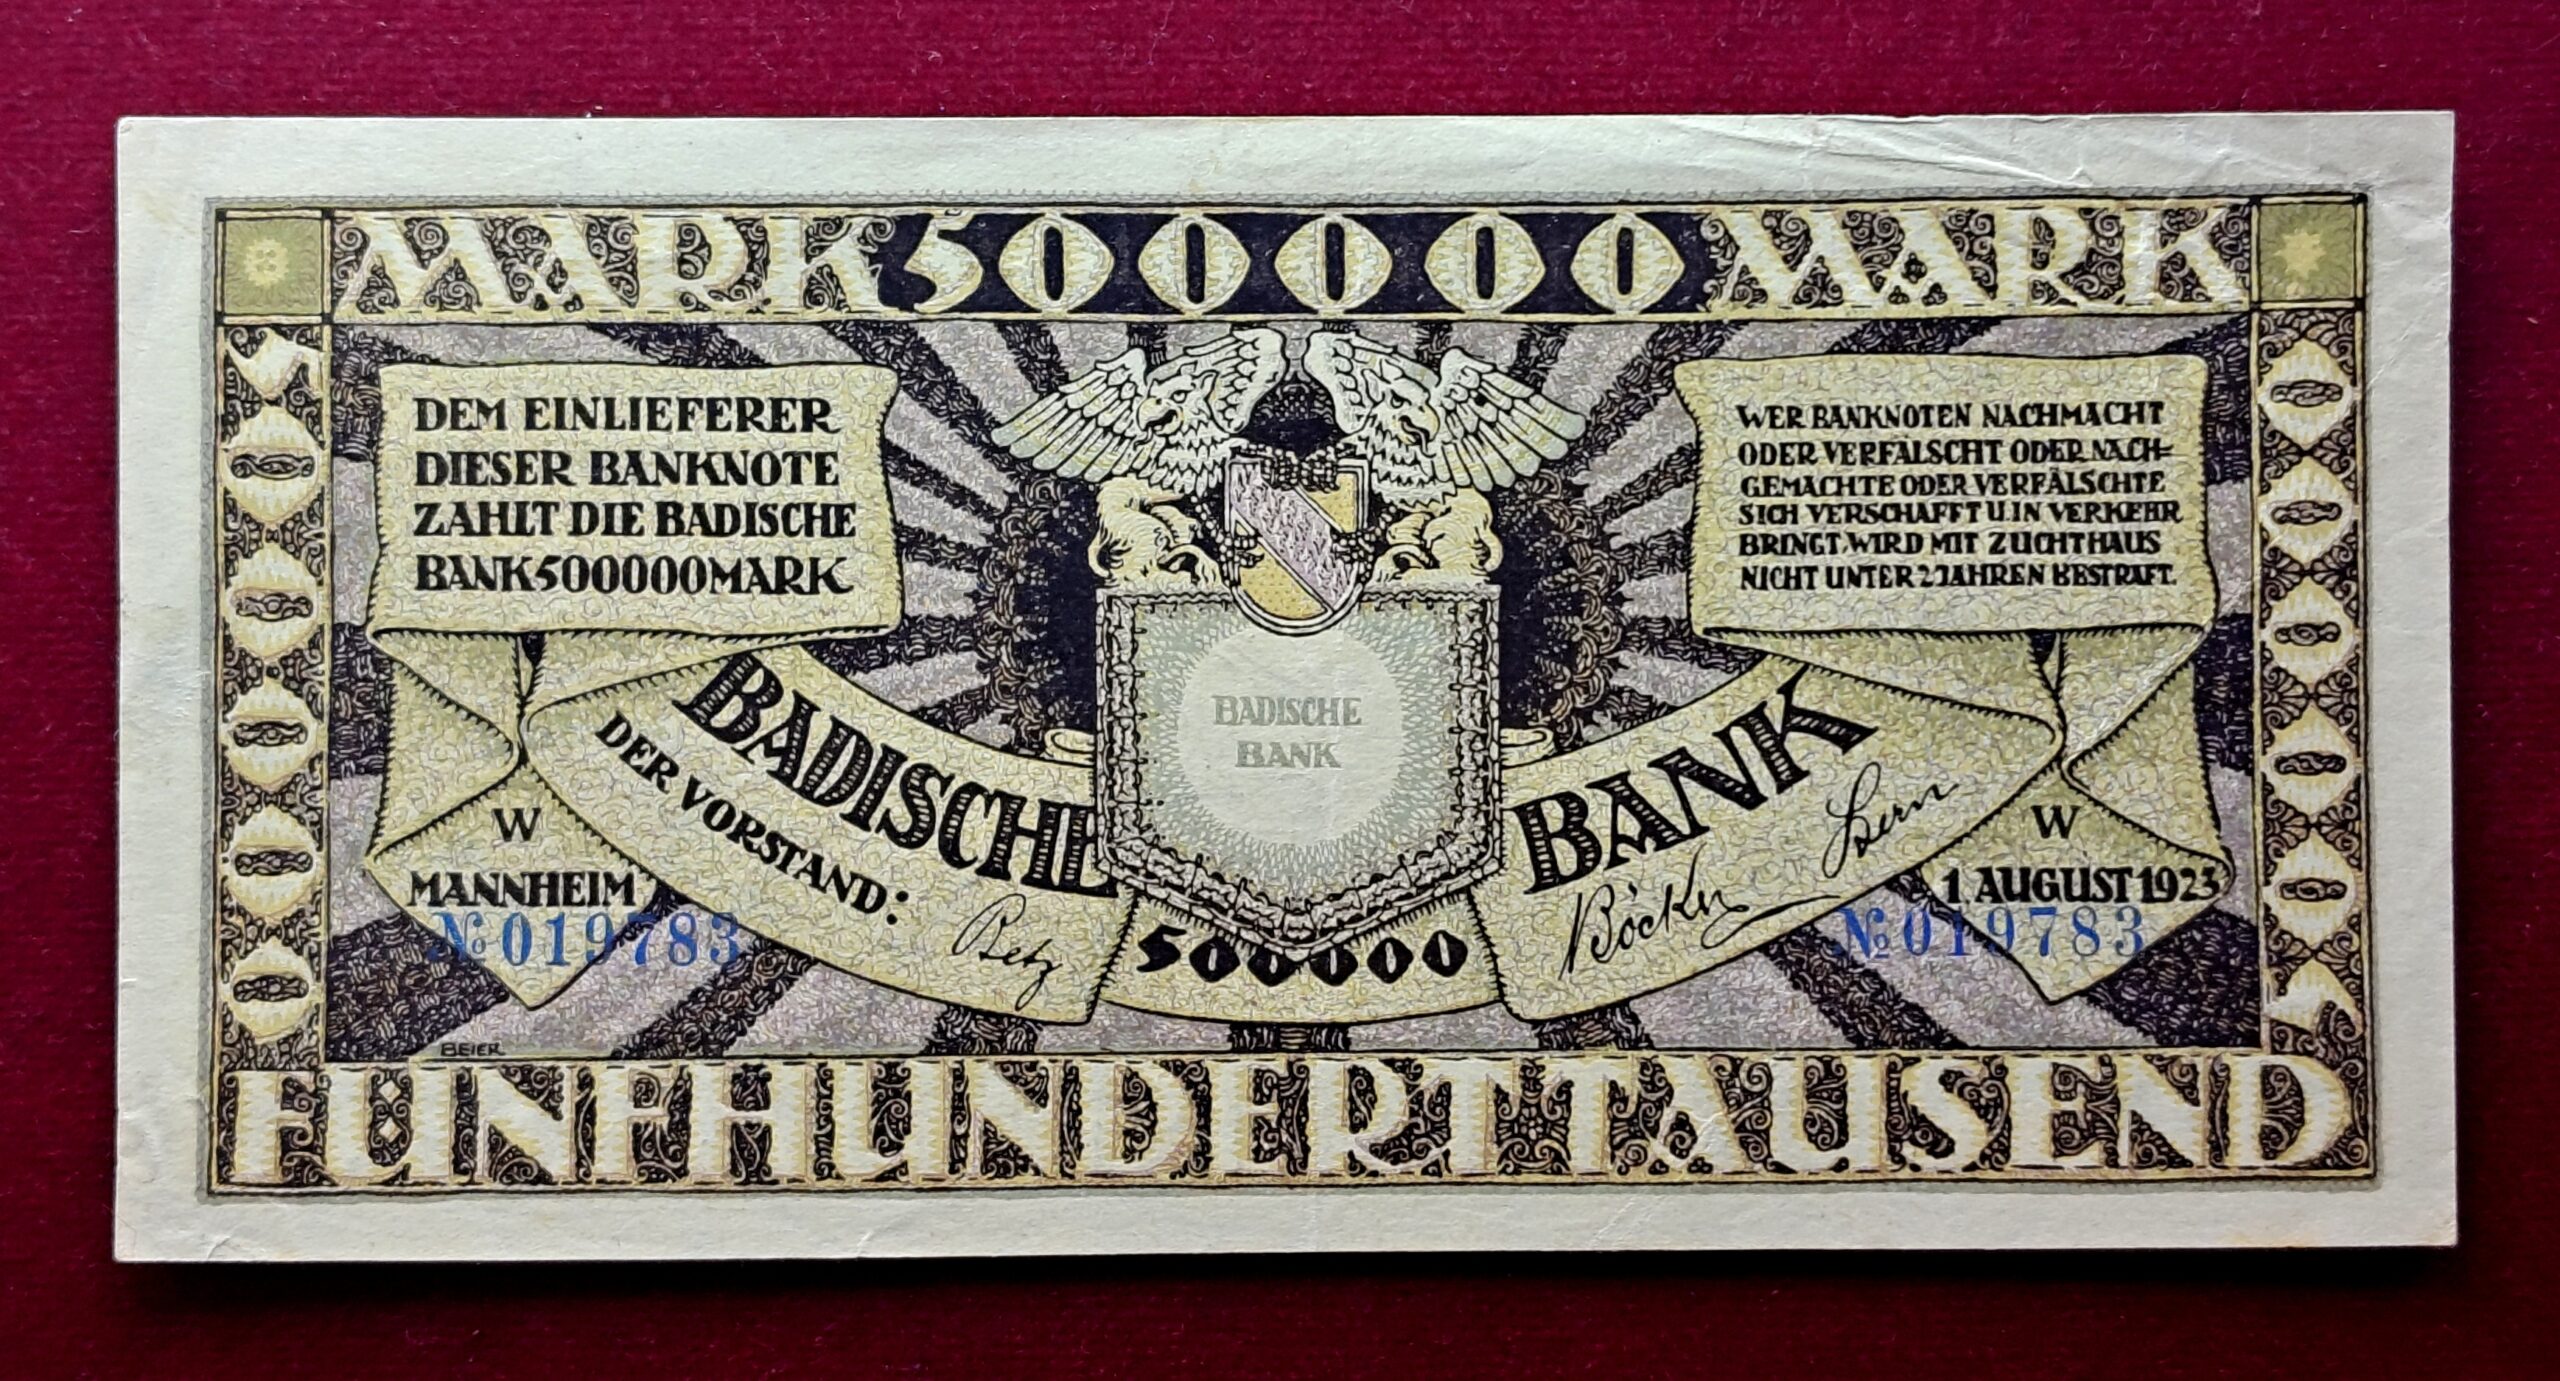 MARK 500000 MARK
500000
DEM EINLIEFERER
DIESER BANKNOTE
ZAHLT DIE BADISCHE
BANK 500000 MARK
WER BANKNOTEN NACHMACHT
ODER VERFÄLSCHT ODER NACH=
GEMACHTE ODER VERFÄLSCHTE
SICH VERSCHAFFT U. IN VERKEHR
BRINGT, WIRD MIT ZUCHTHAUS
NICHT UNTER 2 JAHREN BESTRAFT.
500000
BADISCHE
BANK
BADISCHE BANK
DER VORSTAND:
Betz
Böcker
W
MANNHEIM
№ 019783
W
1. AUGUST 1923
№ 019783
500000
BEIER
FÜNFHUNDERTTAUSEND